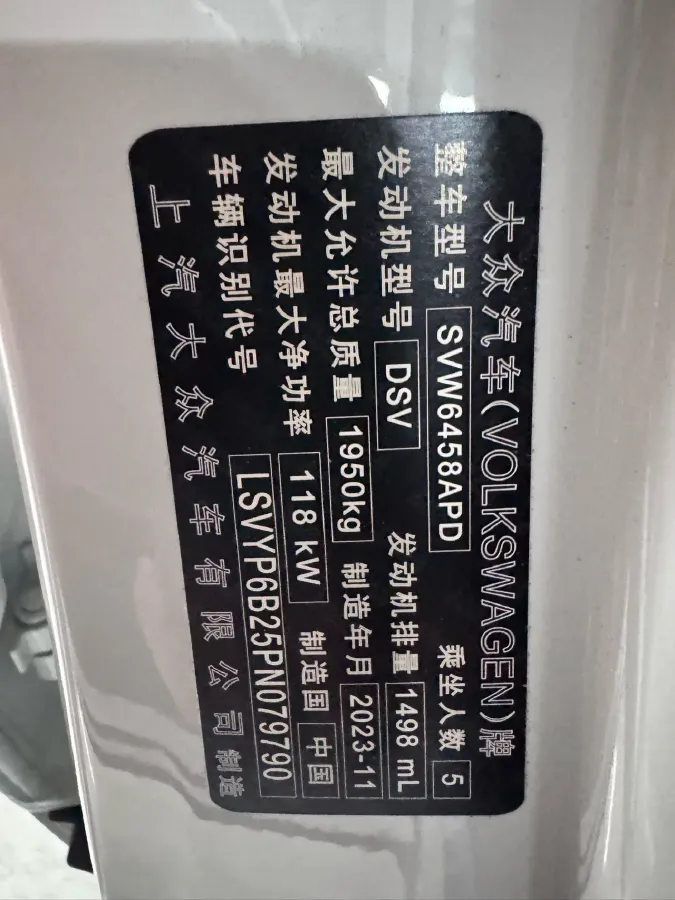 大众汽车(VOLKSWAGEN)牌
整车型号 SVW6458APD 乘坐人数 5
发动机型号 DSV 发动机排量 1498 mL
最大允许总质量 1950kg 制造年月 2023-11
发动机最大净功率 118 kW 制造国 中国
车辆识别代号 LSVYP6B25PN079790
上汽大众汽车有限公司制造